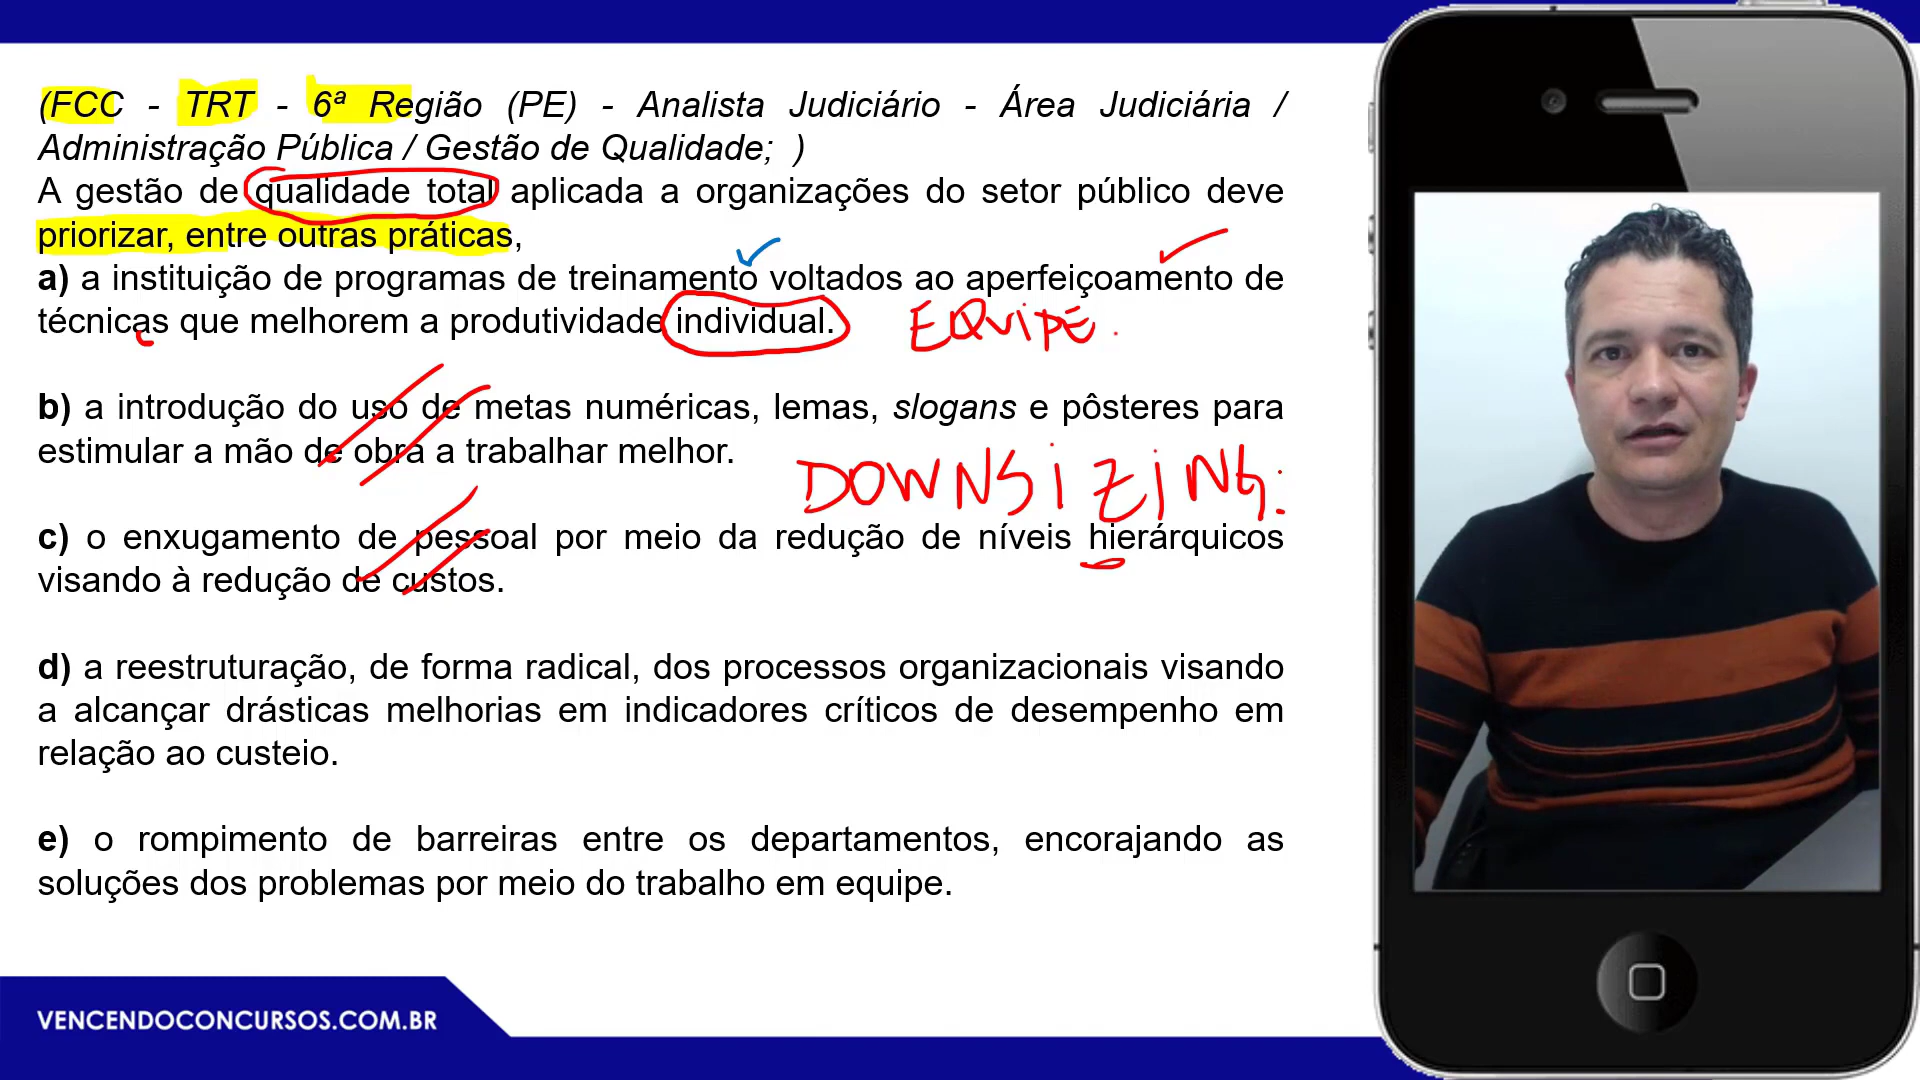 (FCC - TRT - 6ª Região (PE) - Analista Judiciário - Área Judiciária /
Administração Pública / Gestão de Qualidade;  )
A gestão de qualidade total aplicada a organizações do setor público deve
priorizar, entre outras práticas,
a) a instituição de programas de treinamento voltados ao aperfeiçoamento de
técnicas que melhorem a produtividade individual. EQUIPE.
b) a introdução do uso de metas numéricas, lemas, slogans e pôsteres para
estimular a mão de obra a trabalhar melhor.
DOWNSiZiNG:
c) o enxugamento de pessoal por meio da redução de níveis hierárquicos
visando à redução de custos.
d) a reestruturação, de forma radical, dos processos organizacionais visando
a alcançar drásticas melhorias em indicadores críticos de desempenho em
relação ao custeio.
e) o rompimento de barreiras entre os departamentos, encorajando as
soluções dos problemas por meio do trabalho em equipe.
VENCENDOCONCURSOS.COM.BR